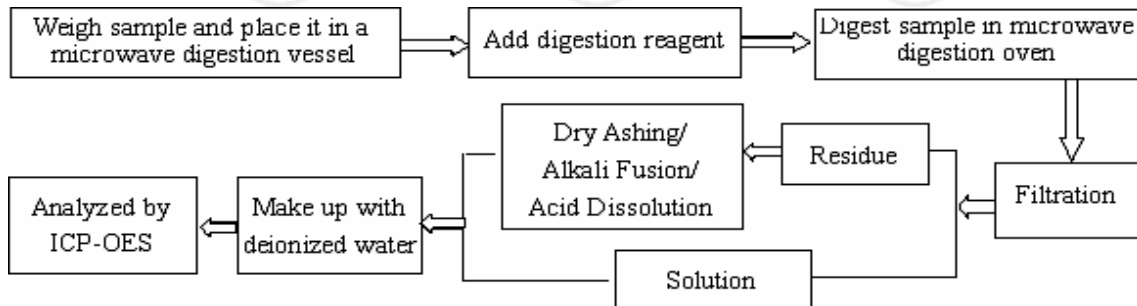 Weigh sample and place it in a
microwave digestion vessel
Add digestion reagent
Digest sample in microwave
digestion oven
Filtration
Residue
Dry Ashing/
Alkali Fusion/
Acid Dissolution
Solution
Make up with
deionized water
Analyzed by
ICP-OES